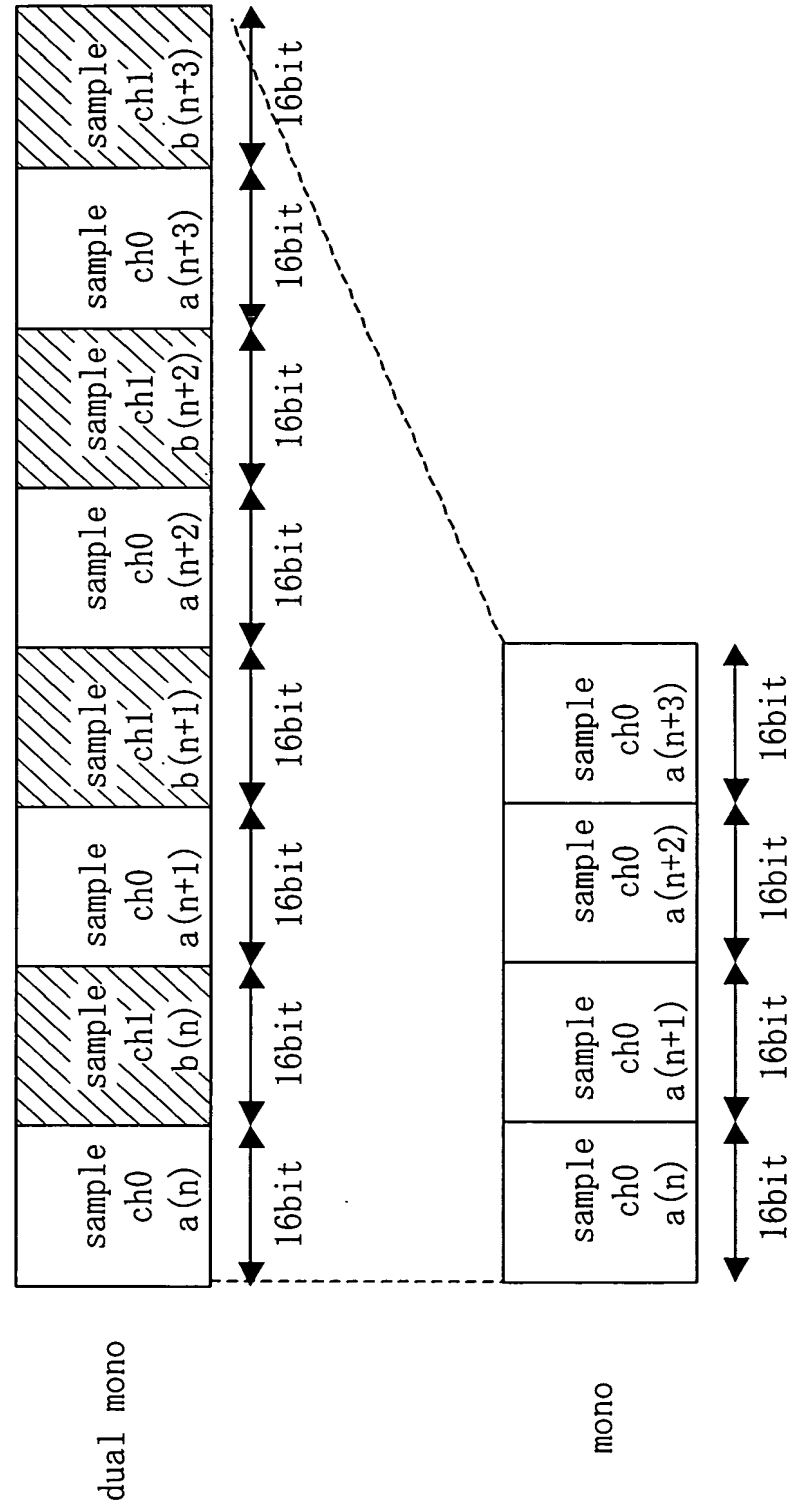 dual mono
sample
ch0
a(n)
sample
ch1
b(n)
sample
ch0
a(n+1)
sample
ch1
b(n+1)
sample
ch0
a(n+2)
sample
ch1
b(n+2)
sample
ch0
a(n+3)
sample
ch1
b(n+3)
16bit
16bit
16bit
16bit
16bit
16bit
16bit
16bit
mono
sample
ch0
a(n)
sample
ch0
a(n+1)
sample
ch0
a(n+2)
sample
ch0
a(n+3)
16bit
16bit
16bit
16bit